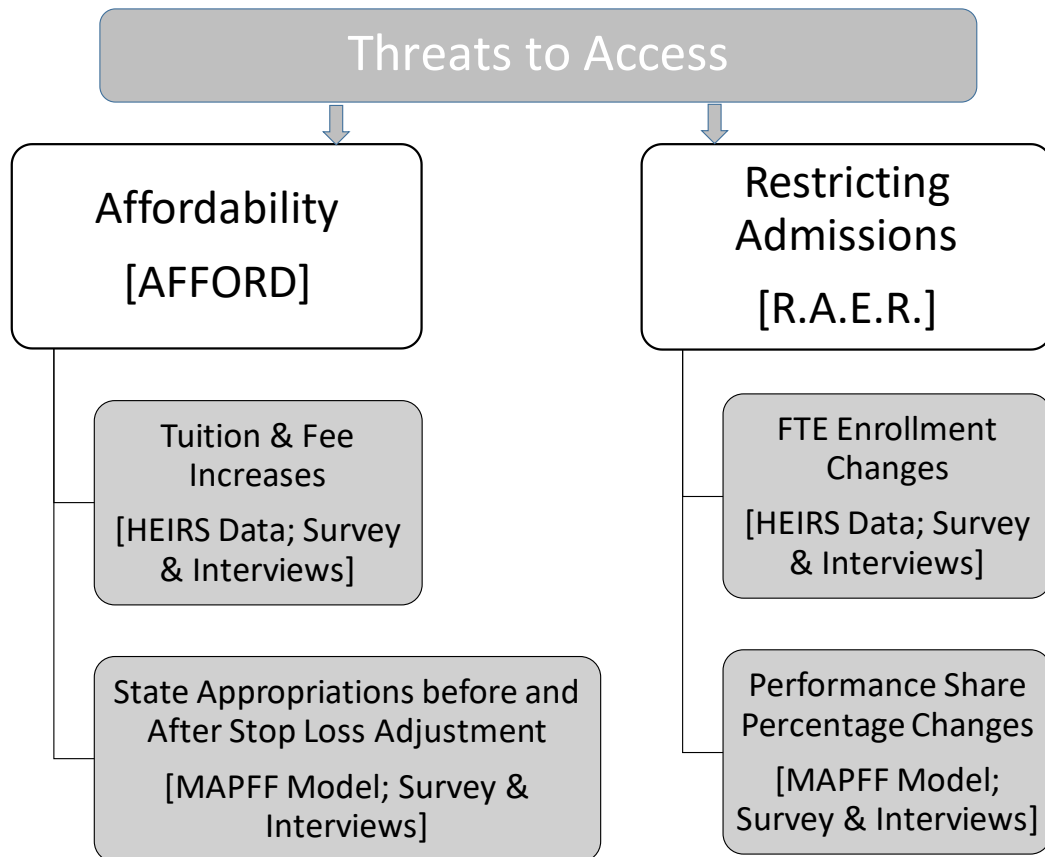 Threats to Access
Affordability
[AFFORD]
Tuition & Fee
Increases
[HEIRS Data; Survey
& Interviews]
State Appropriations before and
After Stop Loss Adjustment
[MAPFF Model; Survey &
Interviews]
Restricting
Admissions
[R.A.E.R.]
FTE Enrollment
Changes
[HEIRS Data; Survey
& Interviews]
Performance Share
Percentage Changes
[MAPFF Model;
Survey & Interviews]